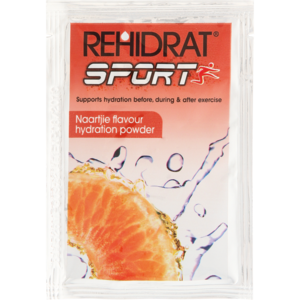 REHIDRAT®
SPORT
Supports hydration before, during & after exercise
Naartjie flavour
hydration powder